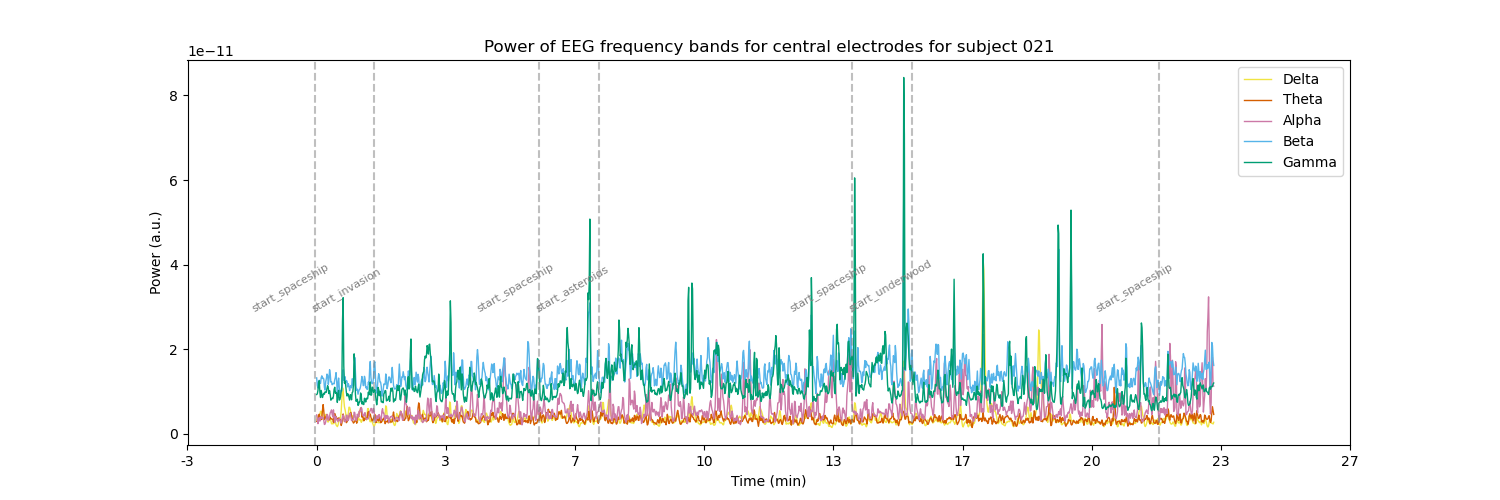 Power of EEG frequency bands for central electrodes for subject 021
1e−11
Delta
Theta
Alpha
Beta
Gamma
8
6
4
2
0
Power (a.u.)
start_spaceship
start_invasion
start_spaceship
start_asteroids
start_spaceship
start_underwood
start_spaceship
-3
0
3
7
10
13
17
20
23
27
Time (min)